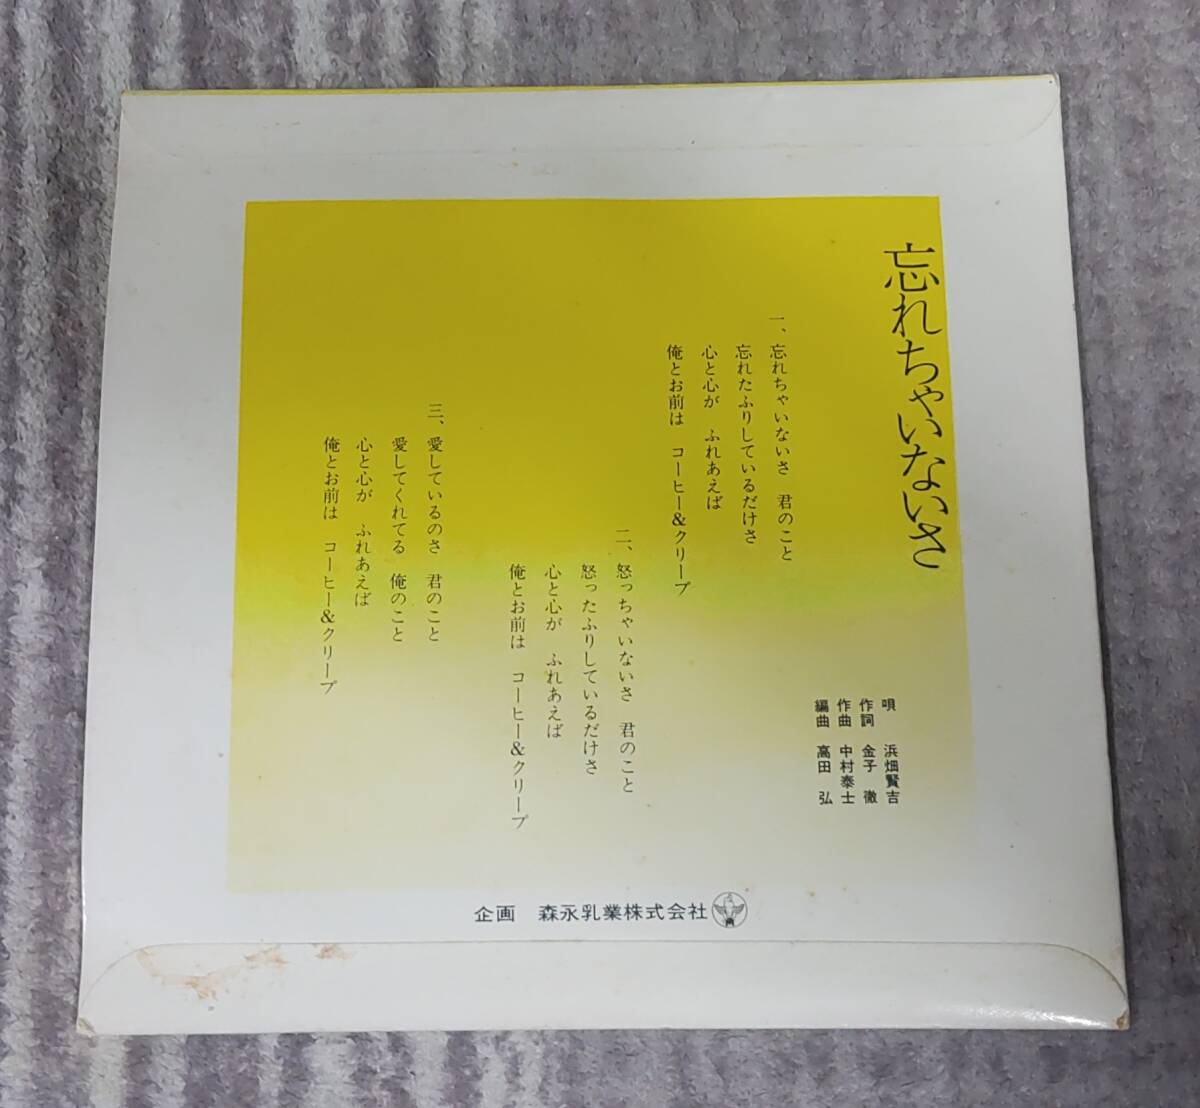 忘れちゃいないさ
唄 浜畑賢吉
作詞 金子 徹
作曲 中村泰士
編曲 高田 弘
一、忘れちゃいないさ 君のこと
忘れたふりしているだけさ
心と心が ふれあえば
俺とお前は コーヒー&クリープ
二、怒っちゃいないさ 君のこと
怒ったふりしているだけさ
心と心が ふれあえば
俺とお前は コーヒー&クリープ
三、愛しているのさ 君のこと
愛してくれてる 俺のこと
心と心が ふれあえば
俺とお前は コーヒー&クリープ
企画 森永乳業株式会社